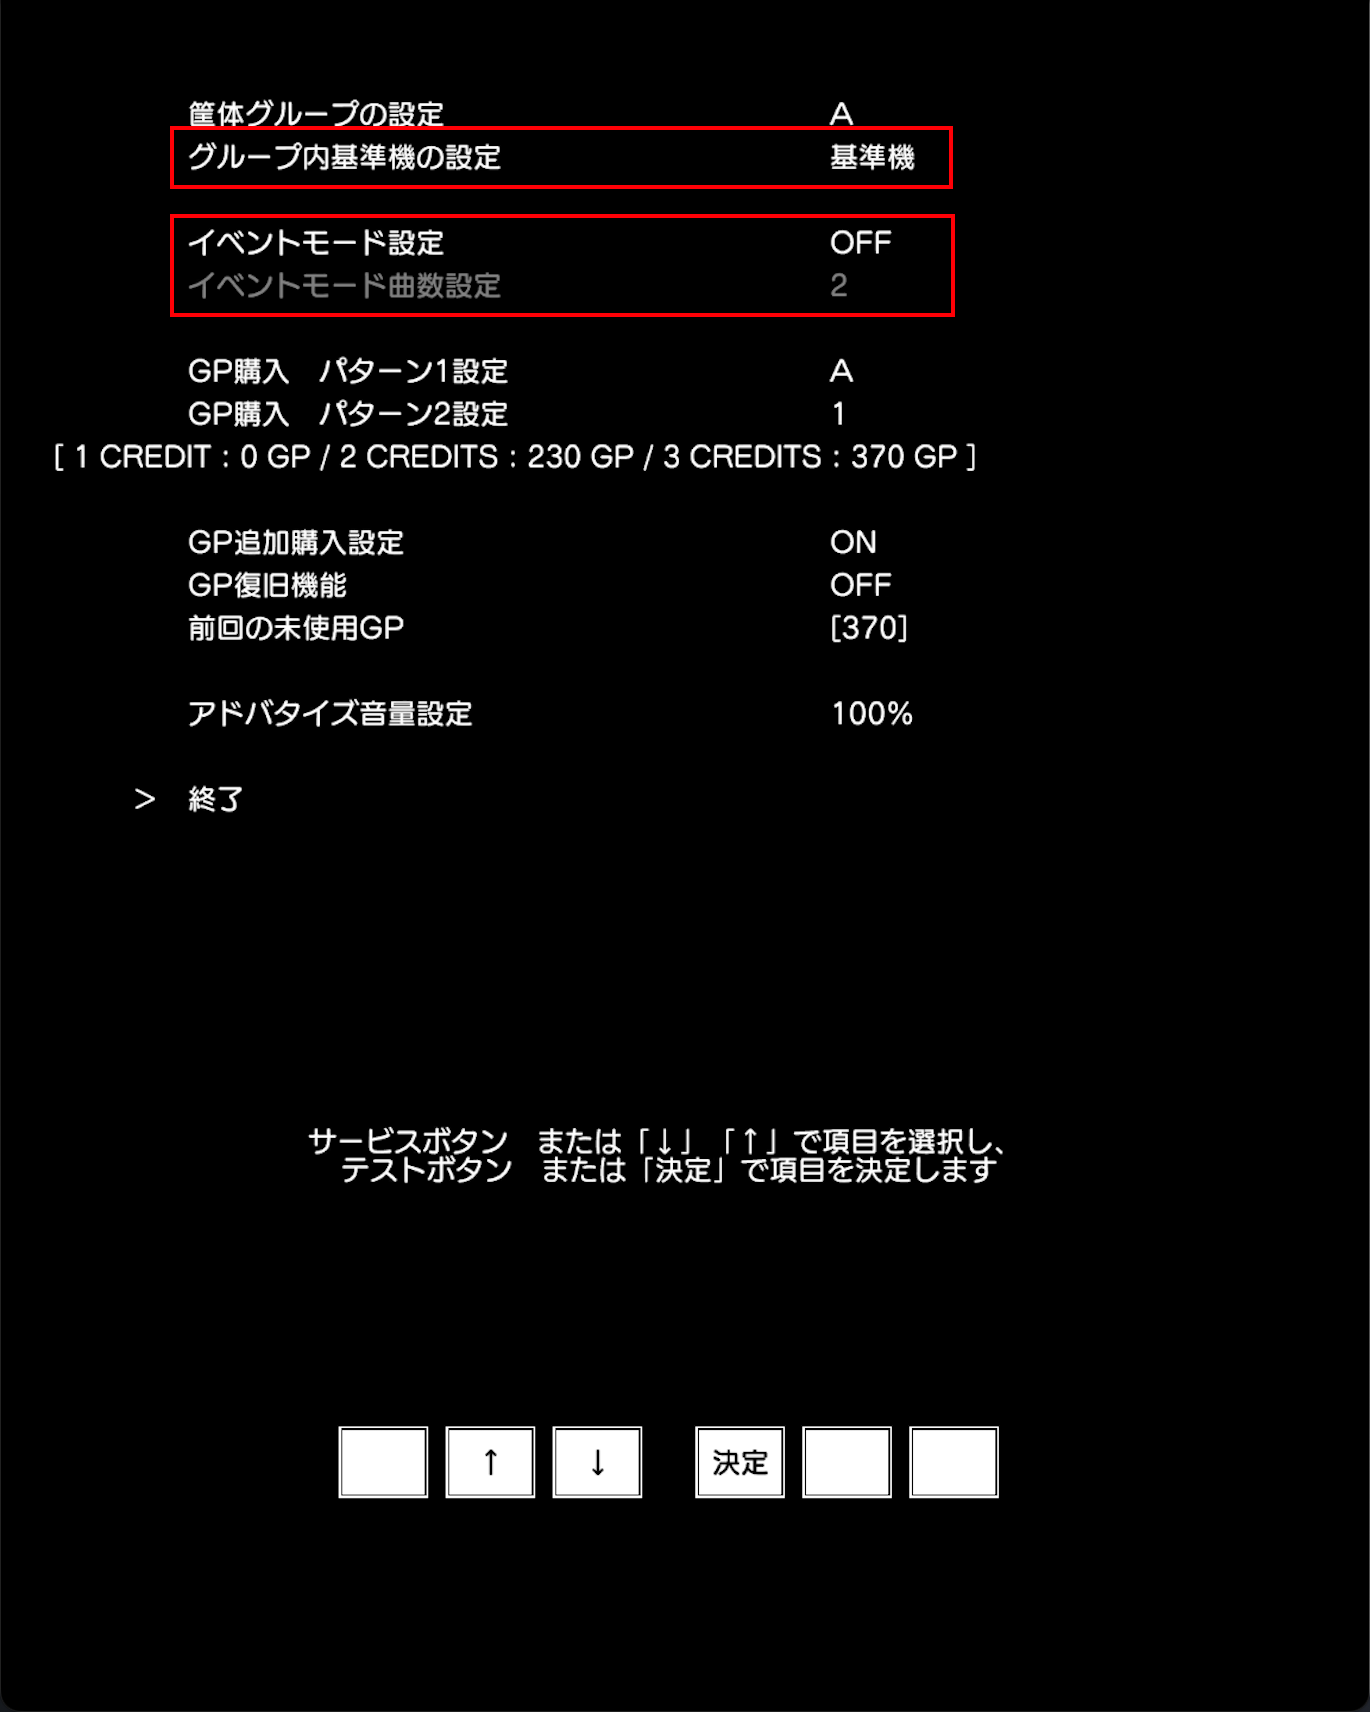 筐体グループの設定 A
グループ内基準機の設定 基準機
イベントモード設定 OFF
イベントモード曲数設定 2
GP購入　パターン1設定 A
GP購入　パターン2設定 1
[ 1 CREDIT : 0 GP / 2 CREDITS : 230 GP / 3 CREDITS : 370 GP ]
GP追加購入設定 ON
GP復旧機能 OFF
前回の未使用GP [370]
アドバタイズ音量設定 100%
＞　終了
サービスボタン　または「↓」「↑」で項目を選択し、
テストボタン　または「決定」で項目を決定します
↑ ↓ 決定